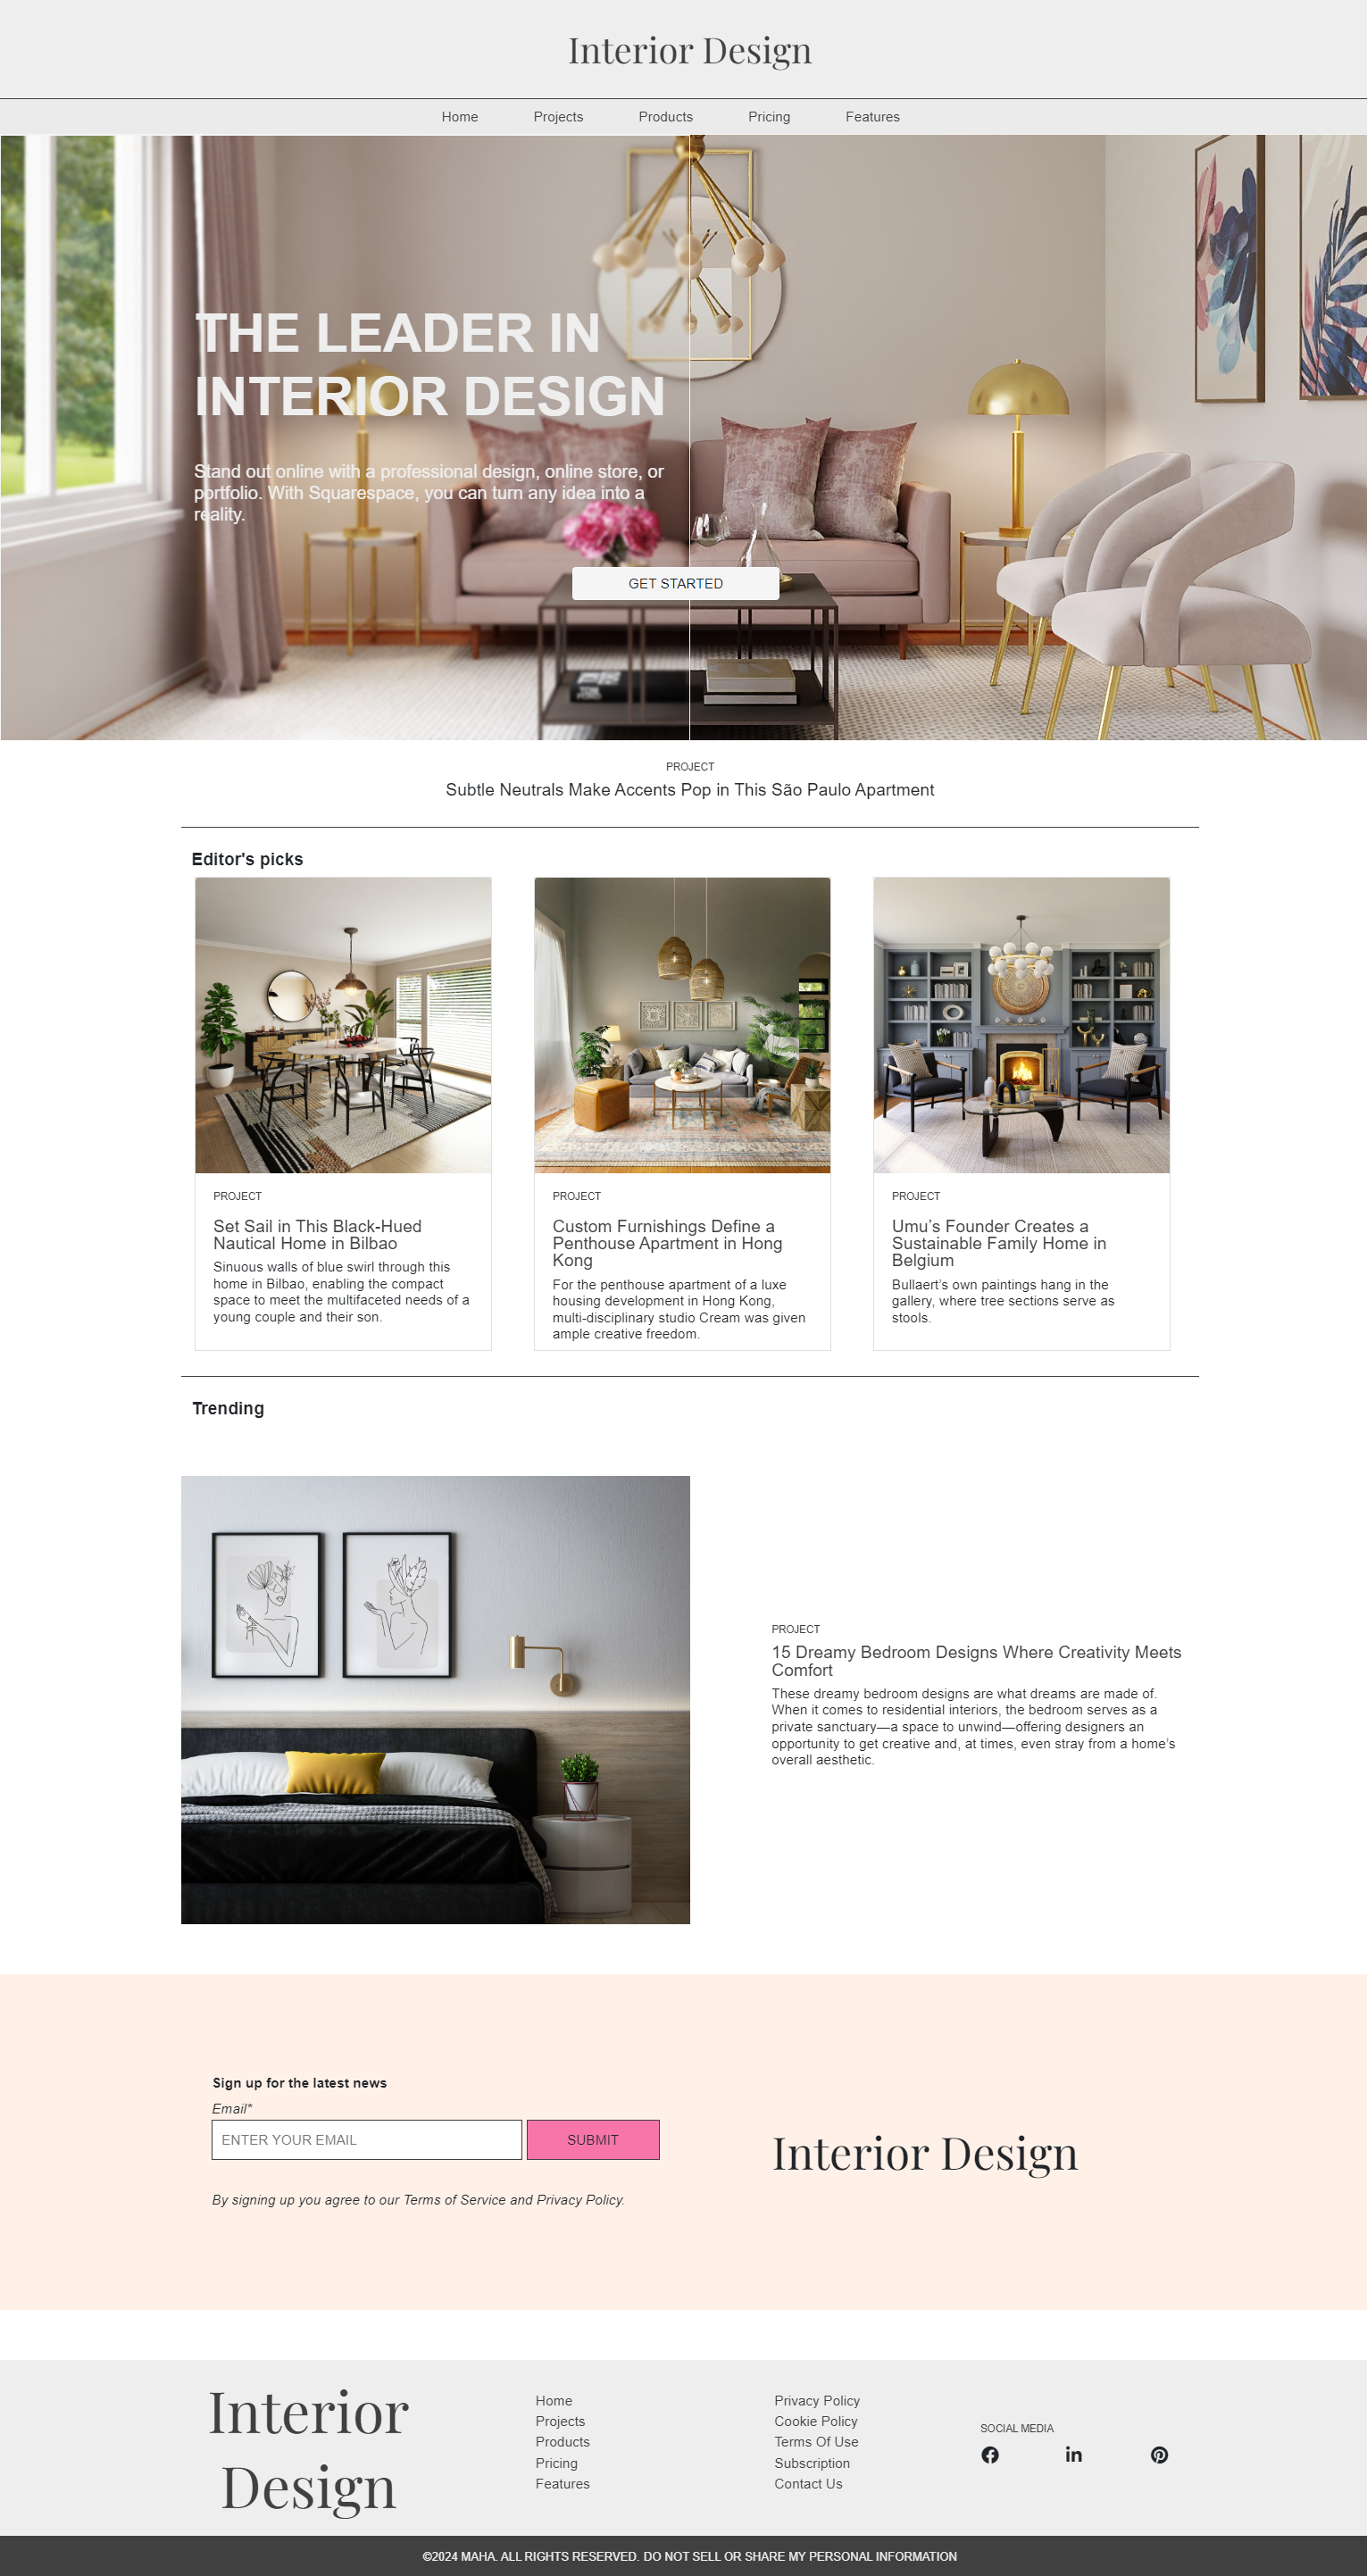 Interior Design
Home Projects Products Pricing Features
THE LEADER IN
INTERIOR DESIGN
Stand out online with a professional design, online store, or
portfolio. With Squarespace, you can turn any idea into a
reality.
GET STARTED
PROJECT
Subtle Neutrals Make Accents Pop in This São Paulo Apartment
Editor's picks
PROJECT
Set Sail in This Black-Hued
Nautical Home in Bilbao
Sinuous walls of blue swirl through this
home in Bilbao, enabling the compact
space to meet the multifaceted needs of a
young couple and their son.
PROJECT
Custom Furnishings Define a
Penthouse Apartment in Hong
Kong
For the penthouse apartment of a luxe
housing development in Hong Kong,
multi-disciplinary studio Cream was given
ample creative freedom.
PROJECT
Umu’s Founder Creates a
Sustainable Family Home in
Belgium
Bullaert’s own paintings hang in the
gallery, where tree sections serve as
stools.
Trending
PROJECT
15 Dreamy Bedroom Designs Where Creativity Meets
Comfort
These dreamy bedroom designs are what dreams are made of.
When it comes to residential interiors, the bedroom serves as a
private sanctuary—a space to unwind—offering designers an
opportunity to get creative and, at times, even stray from a home’s
overall aesthetic.
Sign up for the latest news
Email*
ENTER YOUR EMAIL
SUBMIT
By signing up you agree to our Terms of Service and Privacy Policy.
Interior Design
Interior
Design
Home
Projects
Products
Pricing
Features
Privacy Policy
Cookie Policy
Terms Of Use
Subscription
Contact Us
SOCIAL MEDIA
©2024 MAHA. ALL RIGHTS RESERVED. DO NOT SELL OR SHARE MY PERSONAL INFORMATION